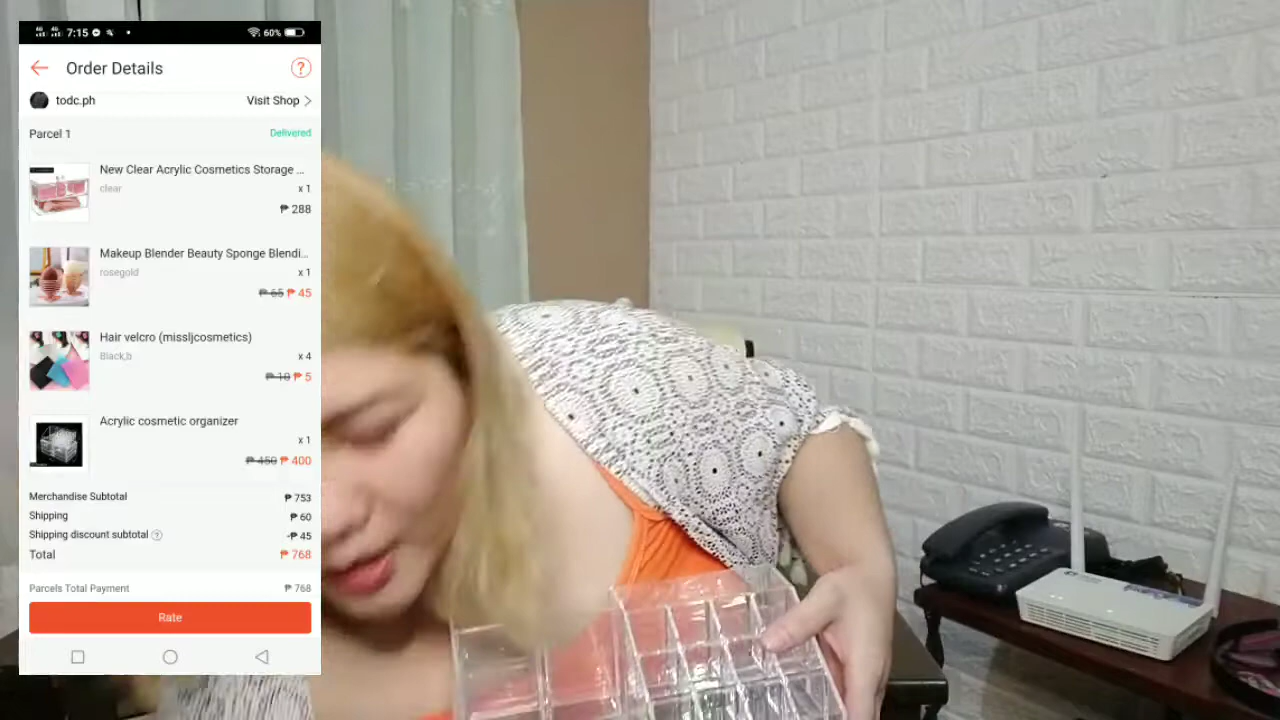 7:15
60%
Order Details
?
todc.ph
Visit Shop
Parcel 1
Delivered
New Clear Acrylic Cosmetics Storage ...
clear
x 1
₱ 288
Makeup Blender Beauty Sponge Blendi...
rosegold
x 1
₱ 65 ₱ 45
Hair velcro (missljcosmetics)
Black,b
x 4
₱ 10 ₱ 5
Acrylic cosmetic organizer
x 1
₱ 450 ₱ 400
Merchandise Subtotal
₱ 753
Shipping
₱ 60
Shipping discount subtotal ?
-₱ 45
Total
₱ 768
Parcels Total Payment
₱ 768
Rate